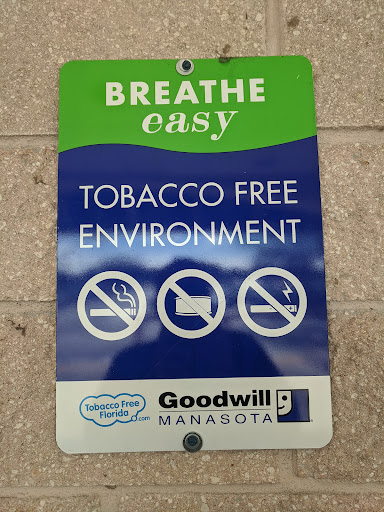 BREATHE
easy
TOBACCO FREE
ENVIRONMENT
Tobacco Free
Florida
.com
Goodwill
MANASOTA